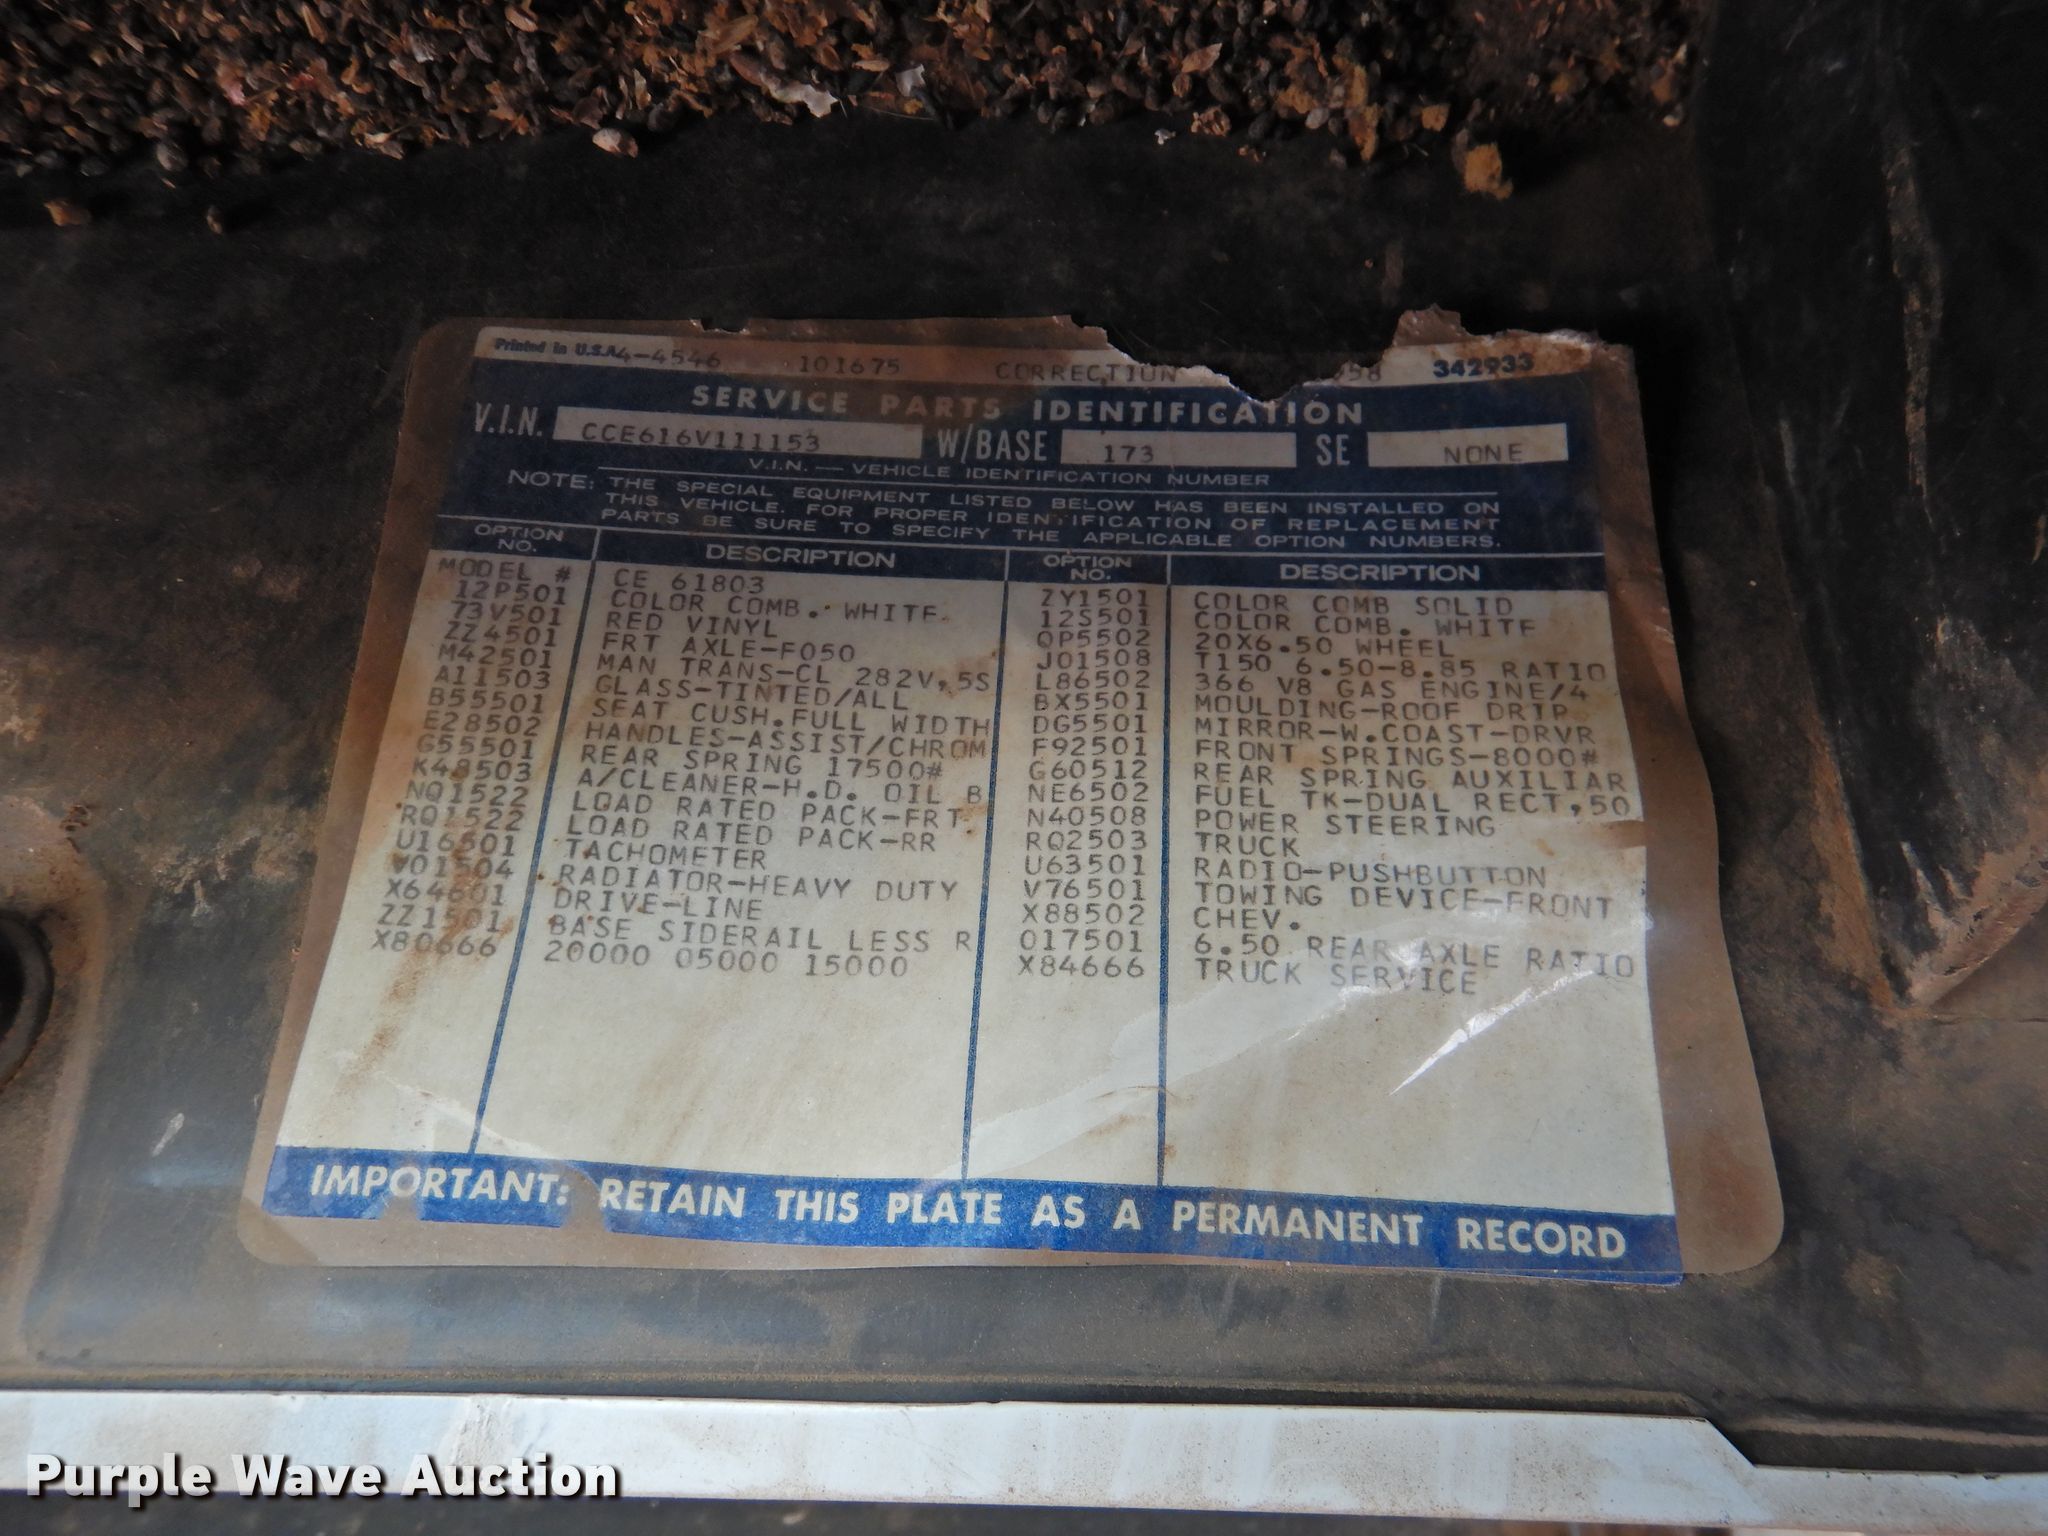 Printed in U.S.A. 4-4546 101675 CORRECTION 58 342933
SERVICE PARTS IDENTIFICATION
V.I.N. CCE616V111153 W/BASE 173 SE NONE
V.I.N. — VEHICLE IDENTIFICATION NUMBER
NOTE: THE SPECIAL EQUIPMENT LISTED BELOW HAS BEEN INSTALLED ON
THIS VEHICLE. FOR PROPER IDENTIFICATION OF REPLACEMENT
PARTS BE SURE TO SPECIFY THE APPLICABLE OPTION NUMBERS.
OPTION NO. DESCRIPTION OPTION NO. DESCRIPTION
MODEL # CE 61803
12P501 COLOR COMB. WHITE ZY1501 COLOR COMB SOLID
73V501 RED VINYL 12S501 COLOR COMB. WHITE
ZZ4501 FRT AXLE-F050 QP5502 20X6.50 WHEEL
M42501 MAN TRANS-CL 282V,5S J01508 T150 6.50-8.85 RATIO
A11503 GLASS-TINTED/ALL L86502 366 V8 GAS ENGINE/4
B55501 SEAT CUSH.FULL WIDTH BX5501 MOULDING-ROOF DRIP
E28502 HANDLES-ASSIST/CHROM DG5501 MIRROR-W.COAST-DRVR
G55501 REAR SPRING 17500# F92501 FRONT SPRINGS-8000#
K48503 A/CLEANER-H.D. OIL B G60512 REAR SPRING AUXILIAR
NQ1522 LOAD RATED PACK-FRT NE6502 FUEL TK-DUAL RECT,50
RQ1522 LOAD RATED PACK-RR N40508 POWER STEERING
U16501 TACHOMETER RQ2503 TRUCK
V01504 RADIATOR-HEAVY DUTY U63501 RADIO-PUSHBUTTON
X64601 DRIVE-LINE V76501 TOWING DEVICE-FRONT
ZZ1501 BASE SIDERAIL LESS R X88502 CHEV.
X80666 20000 05000 15000 017501 6.50 REAR AXLE RATIO
X84666 TRUCK SERVICE
IMPORTANT: RETAIN THIS PLATE AS A PERMANENT RECORD
Purple Wave Auction